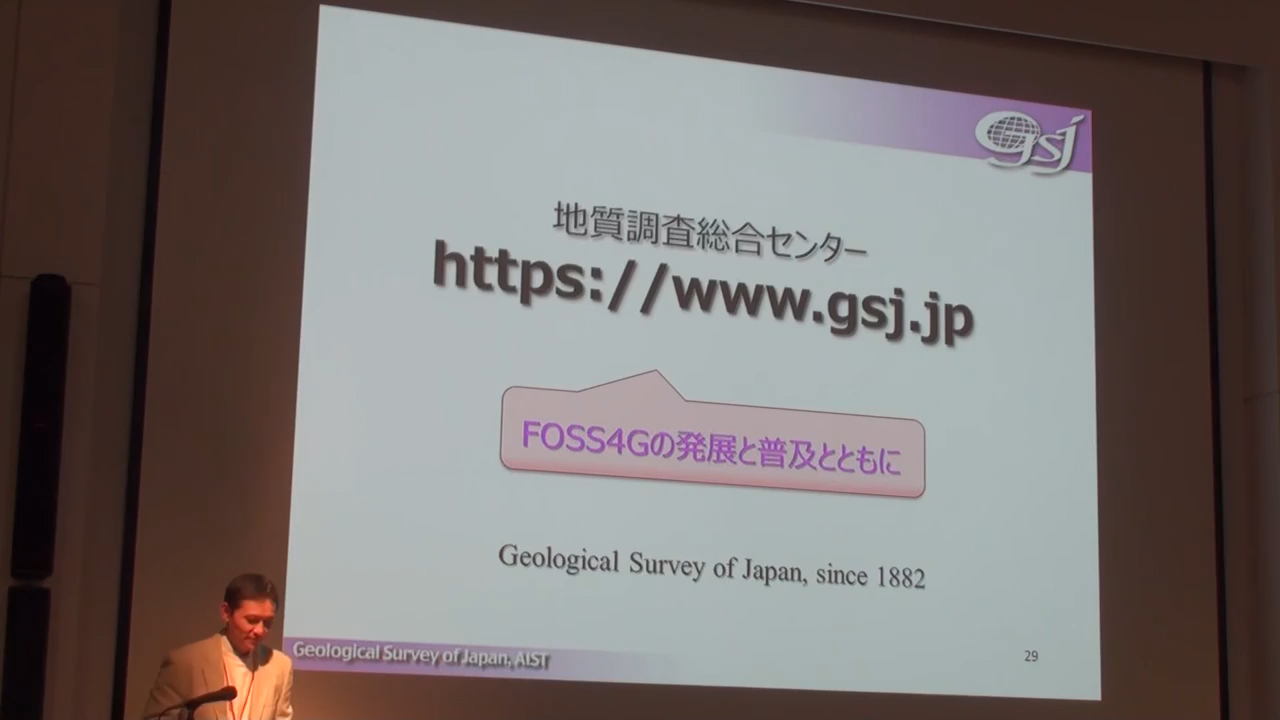 gsj
地質調査総合センター
https://www.gsj.jp
FOSS4Gの発展と普及とともに
Geological Survey of Japan, since 1882
Geological Survey of Japan, AIST
29